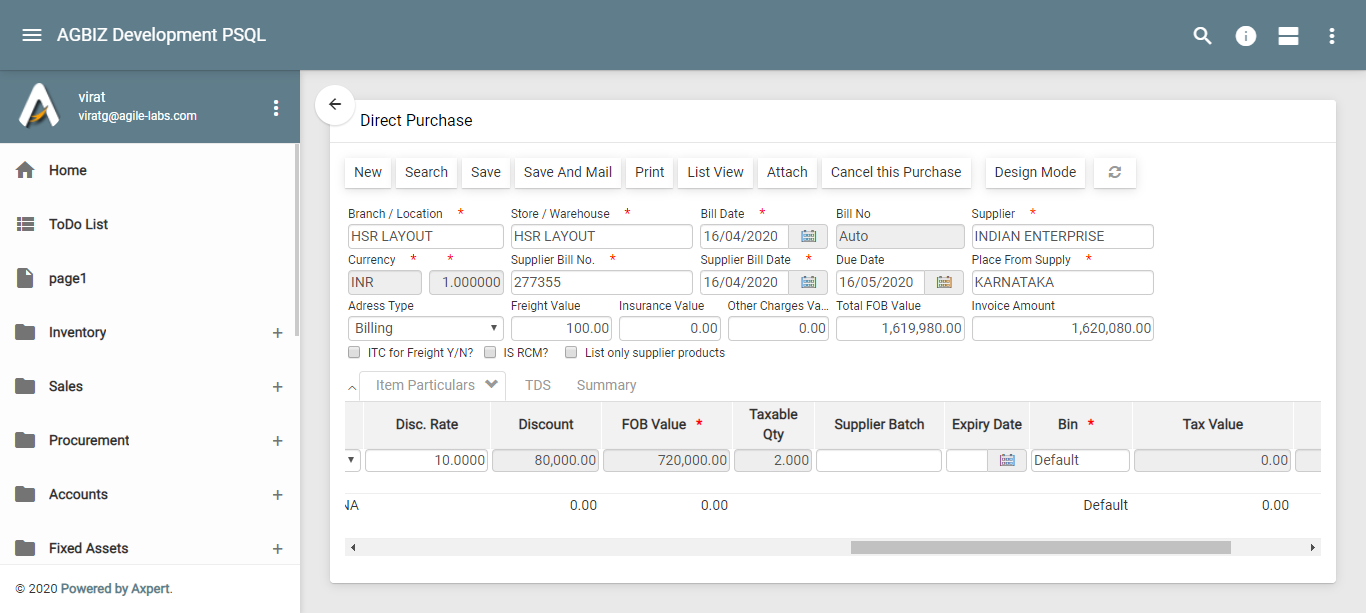 AGBIZ Development PSQL
virat
viratg@agile-labs.com
Home
ToDo List
page1
Inventory +
Sales +
Procurement +
Accounts +
Fixed Assets +
© 2020 Powered by Axpert.
Direct Purchase
New Search Save Save And Mail Print List View Attach Cancel this Purchase Design Mode
Branch / Location * Store / Warehouse * Bill Date * Bill No Supplier *
HSR LAYOUT HSR LAYOUT 16/04/2020 Auto INDIAN ENTERPRISE
Currency * * Supplier Bill No. * Supplier Bill Date * Due Date Place From Supply *
INR 1.000000 277355 16/04/2020 16/05/2020 KARNATAKA
Adress Type Freight Value Insurance Value Other Charges Va... Total FOB Value Invoice Amount
Billing 100.00 0.00 0.00 1,619,980.00 1,620,080.00
ITC for Freight Y/N? IS RCM? List only supplier products
Item Particulars TDS Summary
Disc. Rate Discount FOB Value * Taxable Qty Supplier Batch Expiry Date Bin * Tax Value
10.0000 80,000.00 720,000.00 2.000 Default 0.00
NA 0.00 0.00 Default 0.00